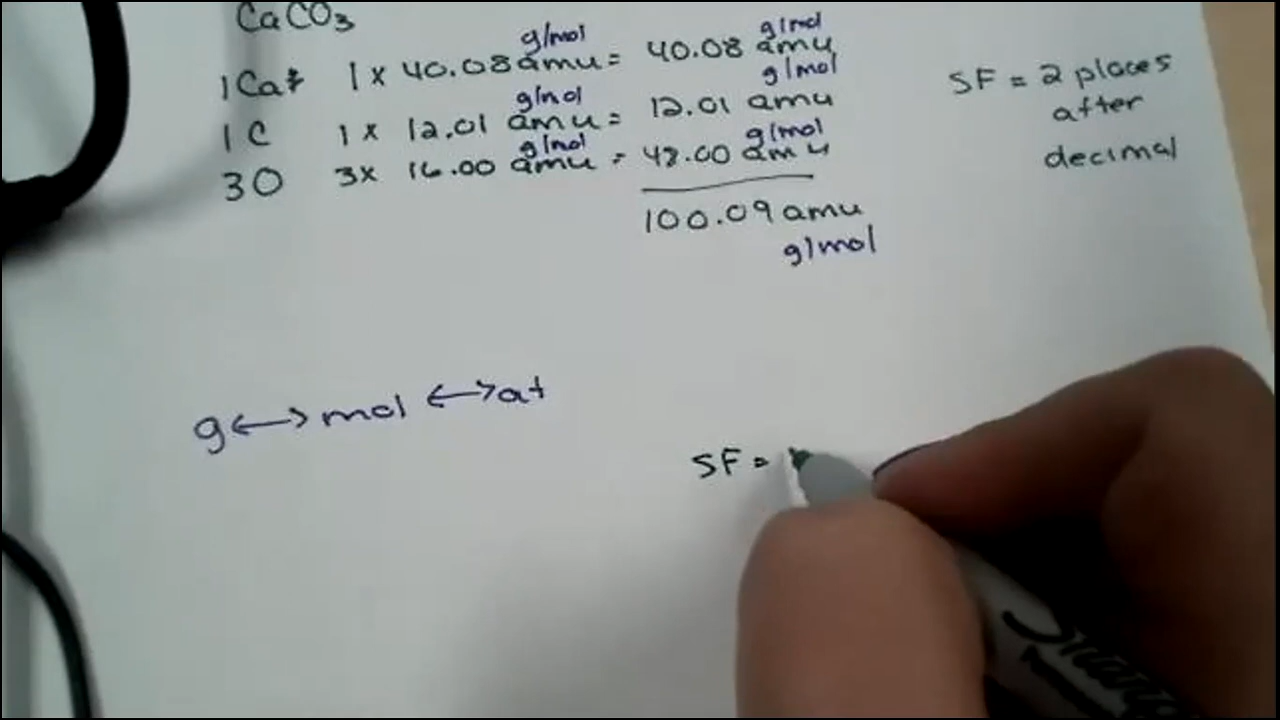 CaCO3
g/mol g/mol
1Ca 1 x 40.08 amu = 40.08 amu
g/mol g/mol
1C 1 x 12.01 amu = 12.01 amu
g/mol g/mol
3O 3x 16.00 amu = 48.00 amu
100.09 amu
g/mol
SF = 2 places
after
decimal
g <-> mol <-> at
SF =